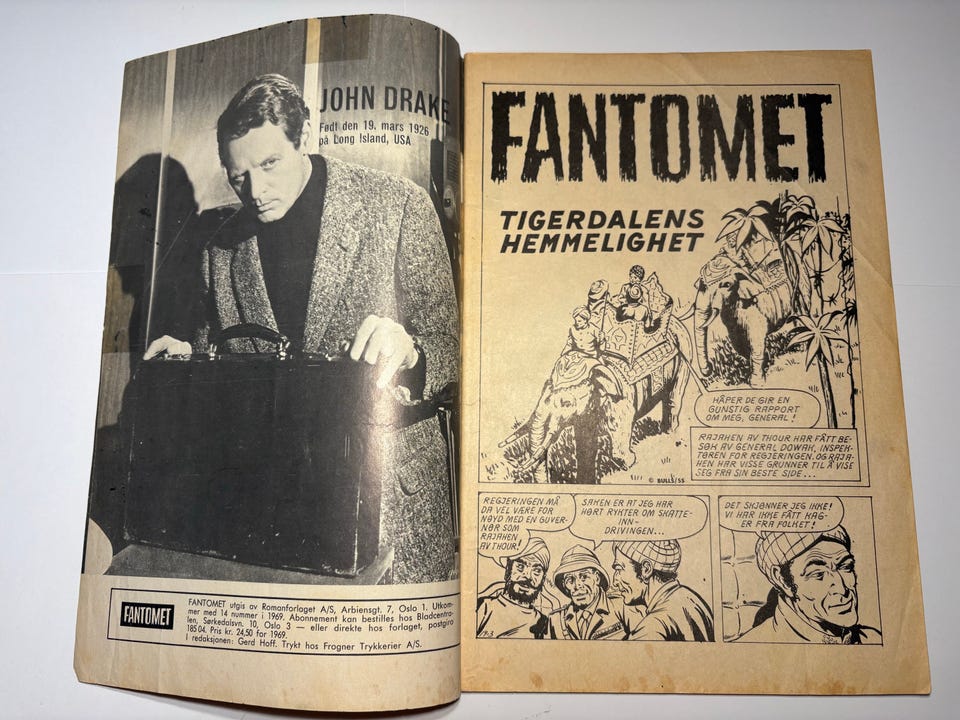 JOHN DRAKE
Født den 19. mars 1926
på Long Island, USA
FANTOMET
FANTOMET utgis av Romanforlaget A/S, Arbiensgt. 7, Oslo 1. Utkom-
mer med 14 nummer i 1969. Abonnement kan bestilles hos Bladcentra-
len, Sørkedalsvn. 10, Oslo 3 — eller direkte hos forlaget, postgiro
185 04. Pris kr. 24,50 for 1969.
I redaksjonen: Gerd Hoff. Trykt hos Frogner Trykkerier A/S.
FANTOMET
TIGERDALENS
HEMMELIGHET
HÅPER DE GIR EN
GUNSTIG RAPPORT
OM MEG, GENERAL!
RAJAHEN AV THOUR HAR FÅTT BE-
SØK AV GENERAL DOWAK, INSPEK-
TØREN FOR REGJERINGEN. OG RAJA-
HEN HAR VISSE GRUNNER TIL Å VISE
SEG FRA SIN BESTE SIDE...
© BULLS/SS
REGJERINGEN MÅ
DA VEL VÆRE FOR
NØYD MED EN GUVER-
NØR SOM
RAJAHEN
AV THOUR!
SAKEN ER AT JEG HAR
HØRT RYKTER OM SKATTE-
INN-
DRIVINGEN...
DET SKJØNNER JEG IKKE!
VI HAR IKKE FÅTT KLAG-
ER FRA FOLKET!